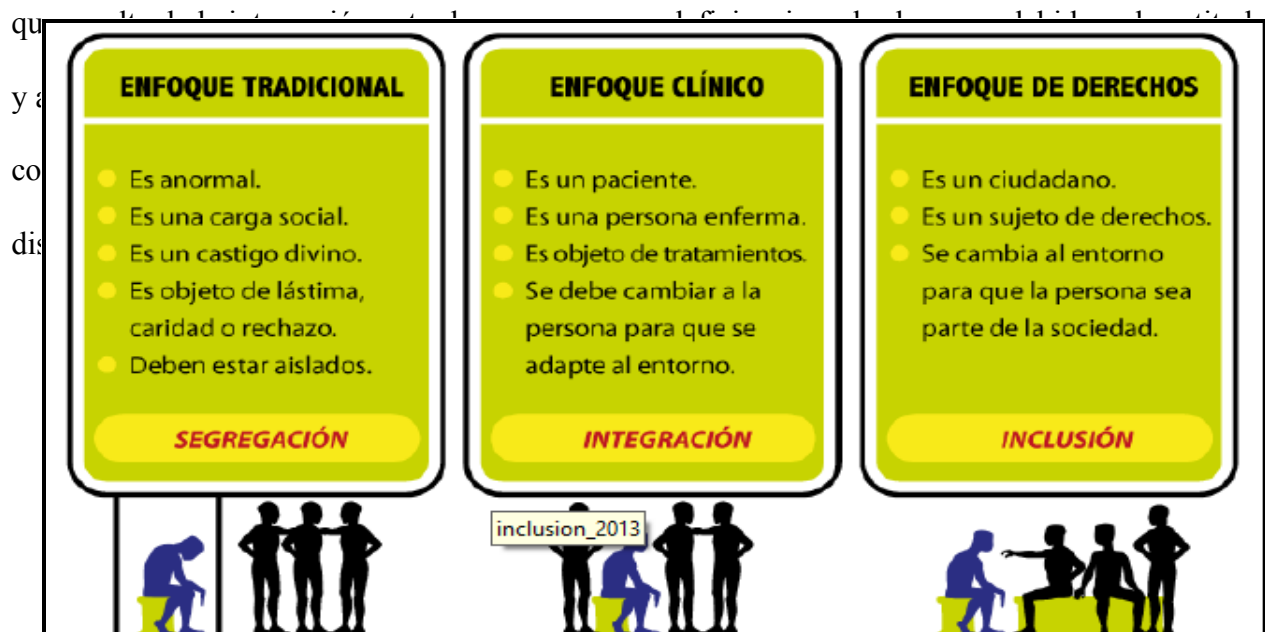 qu
y a
co
dis
ENFOQUE TRADICIONAL
Es anormal.
Es una carga social.
Es un castigo divino.
Es objeto de lástima,
caridad o rechazo.
Deben estar aislados.
SEGREGACIÓN
ENFOQUE CLÍNICO
Es un paciente.
Es una persona enferma.
Es objeto de tratamientos.
Se debe cambiar a la
persona para que se
adapte al entorno.
INTEGRACIÓN
inclusion_2013
ENFOQUE DE DERECHOS
Es un ciudadano.
Es un sujeto de derechos.
Se cambia al entorno
para que la persona sea
parte de la sociedad.
INCLUSIÓN